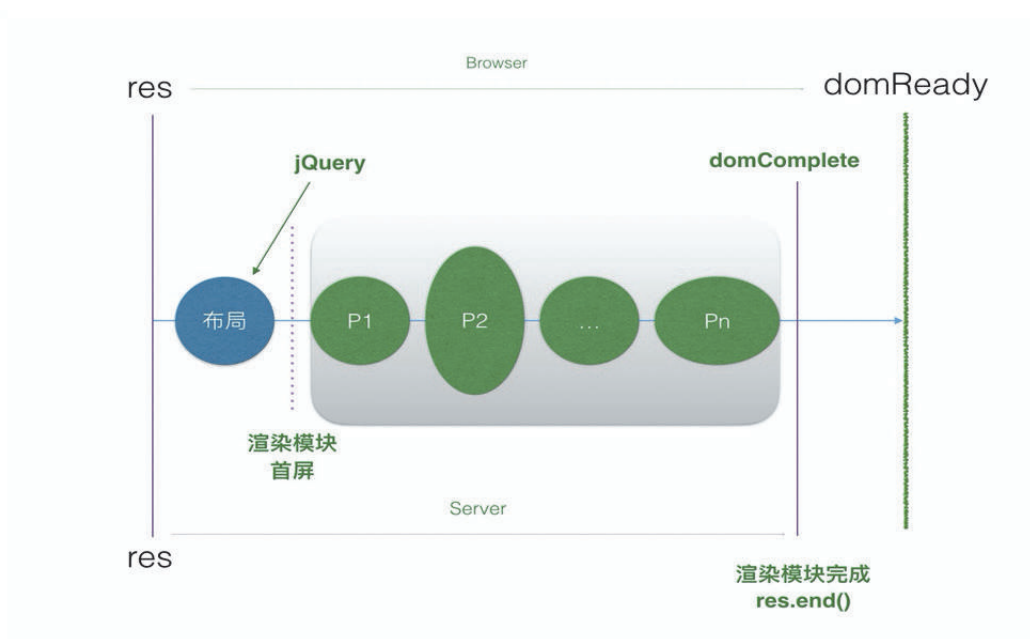 Browser
res
domReady
jQuery
domComplete
布局
P1
P2
...
Pn
渲染模块
首屏
Server
res
渲染模块完成
res.end()